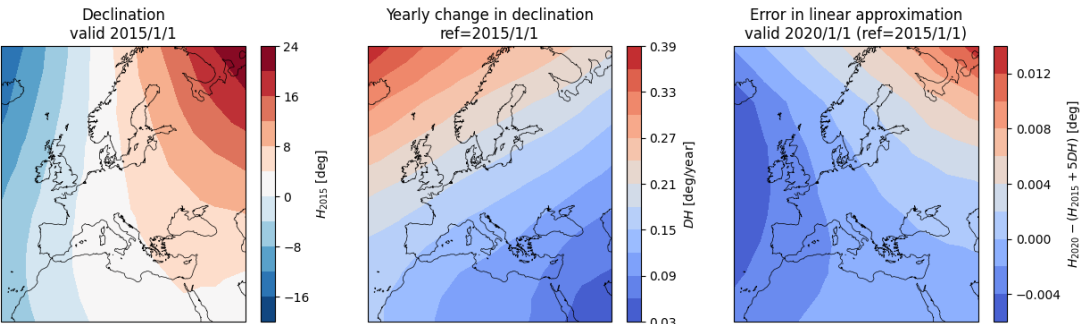 Declination
valid 2015/1/1
24
16
8
0
−8
−16
H2015 [deg]
Yearly change in declination
ref=2015/1/1
0.39
0.33
0.27
0.21
0.15
0.09
0.03
DH [deg/year]
Error in linear approximation
valid 2020/1/1 (ref=2015/1/1)
0.012
0.008
0.004
0.000
−0.004
H2020 − (H2015 + 5DH) [deg]